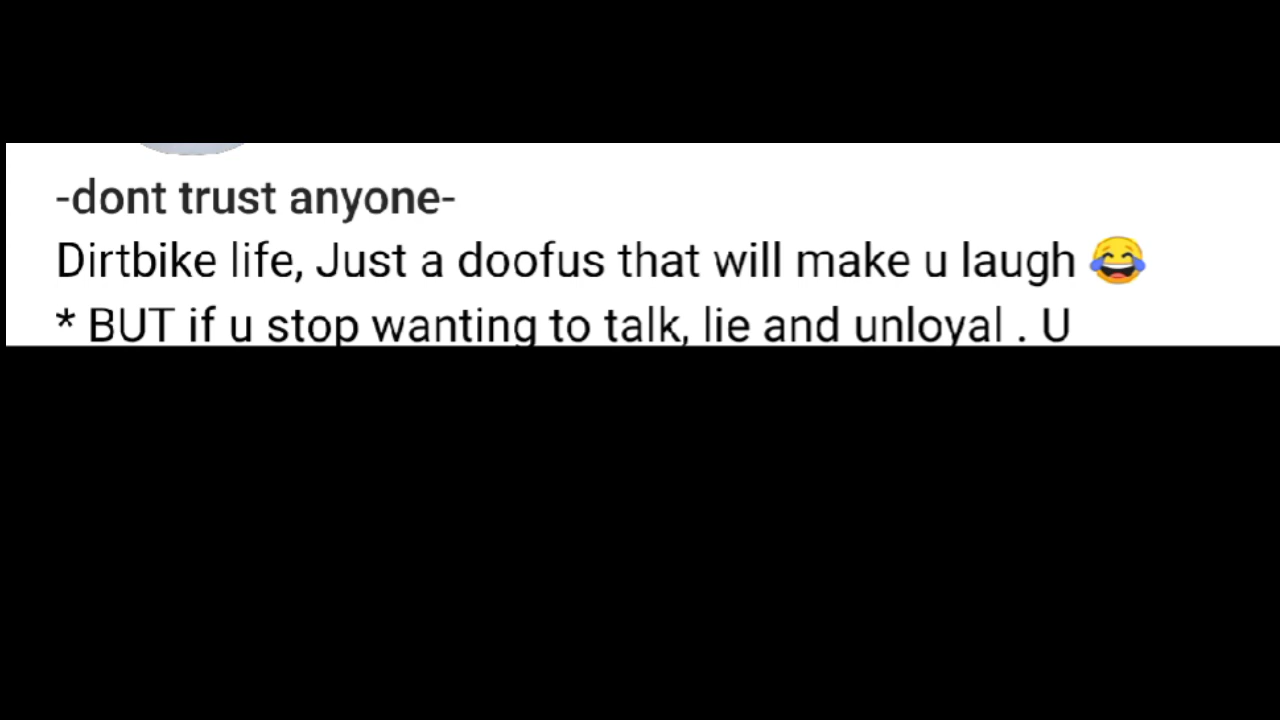 -dont trust anyone-
Dirtbike life, Just a doofus that will make u laugh 😂
* BUT if u stop wanting to talk, lie and unloyal . U